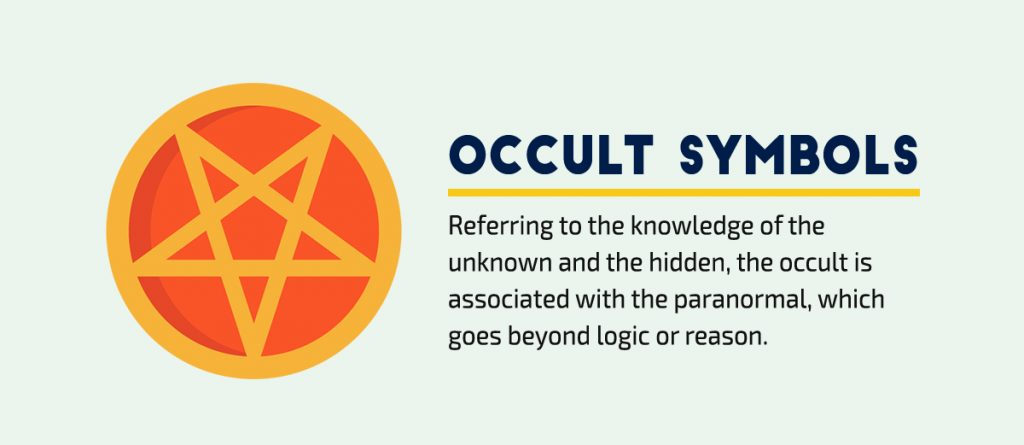 OCCULT SYMBOLS
Referring to the knowledge of the
unknown and the hidden, the occult is
associated with the paranormal, which
goes beyond logic or reason.